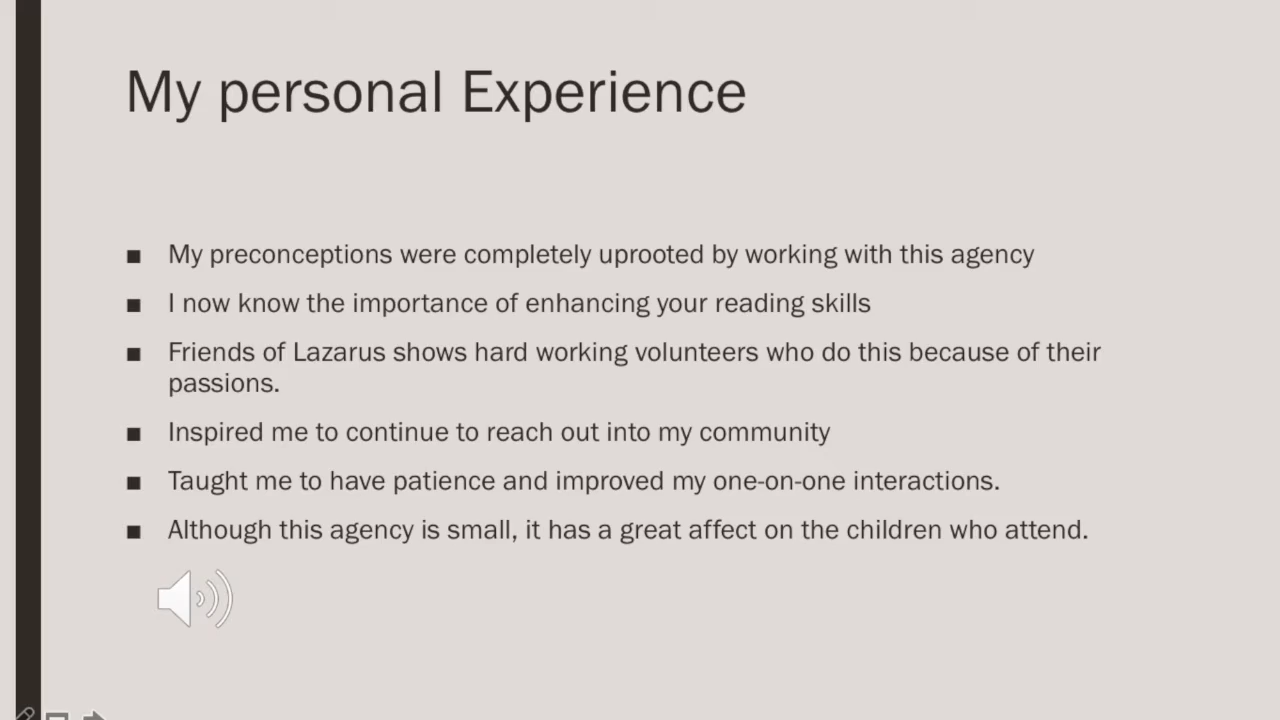 My personal Experience
■ My preconceptions were completely uprooted by working with this agency
■ I now know the importance of enhancing your reading skills
■ Friends of Lazarus shows hard working volunteers who do this because of their
passions.
■ Inspired me to continue to reach out into my community
■ Taught me to have patience and improved my one-on-one interactions.
■ Although this agency is small, it has a great affect on the children who attend.